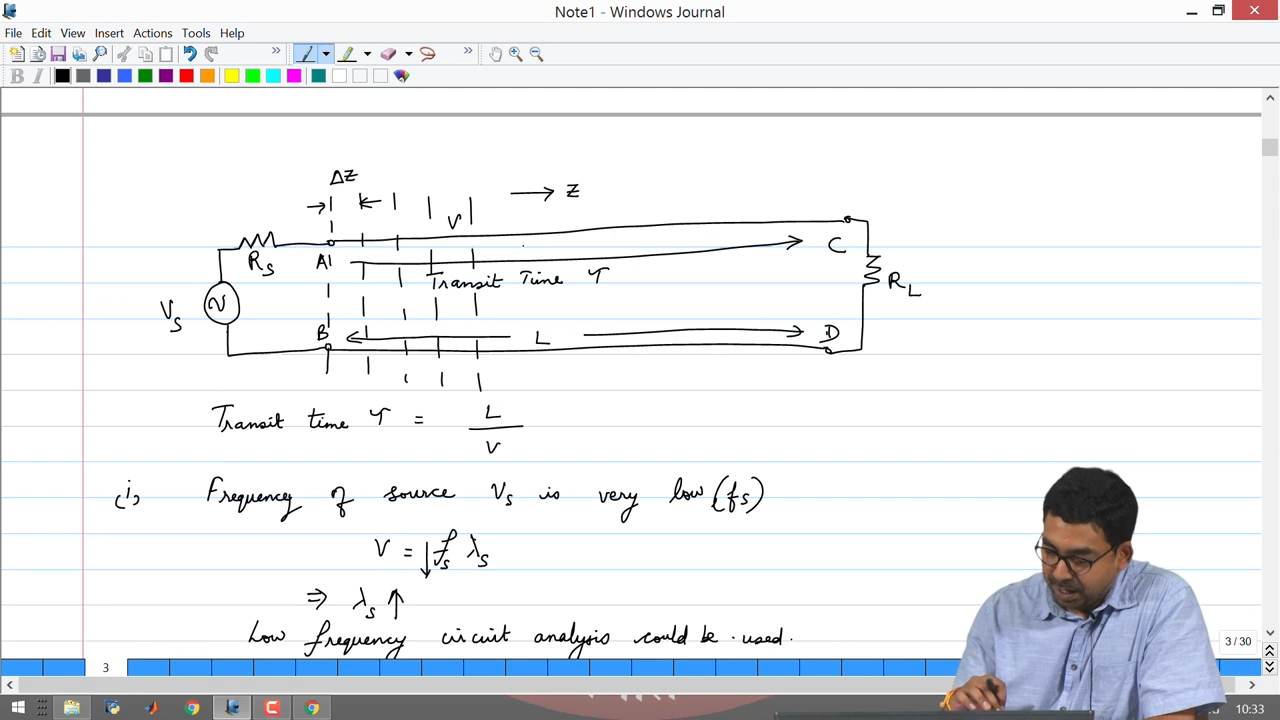 Note1 - Windows Journal
File Edit View Insert Actions Tools Help
B I
ΔZ
→ Z
V
RS
A
C
Transit Time τ
RL
VS
B
L
D
Transit time τ = L / V
(i) Frequency of source VS is very low (fS)
V = ↓ fS λS
⇒ λS ↑
Low frequency circuit analysis could be used.
3 / 30
3
10:33